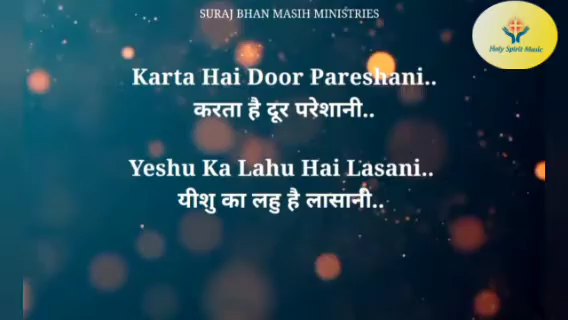 SURAJ BHAN MASIH MINISTRIES
Holy Spirit Music
Karta Hai Door Pareshani..
करता है दूर परेशानी..
Yeshu Ka Lahu Hai Lasani..
यीशु का लहु है लासानी..